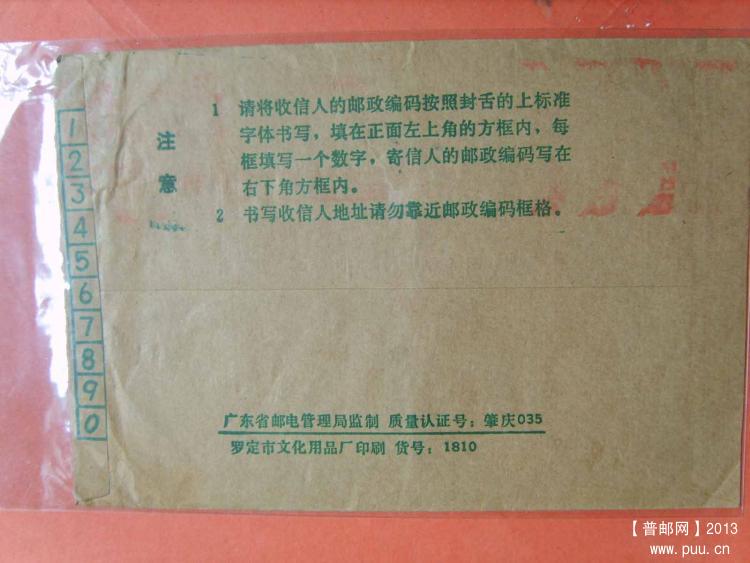 1
2
3
4
5
6
7
8
9
0
注意
1 请将收信人的邮政编码按照封舌的上标准
字体书写，填在正面左上角的方框内、每
框填写一个数字，寄信人的邮政编码写在
右下角方框内。
2 书写收信人地址请勿靠近邮政编码框格。
广东省邮电管理局监制 质量认证号：肇庆035
罗定市文化用品厂印刷 货号：1810
【普邮网】2013
www.puu.cn